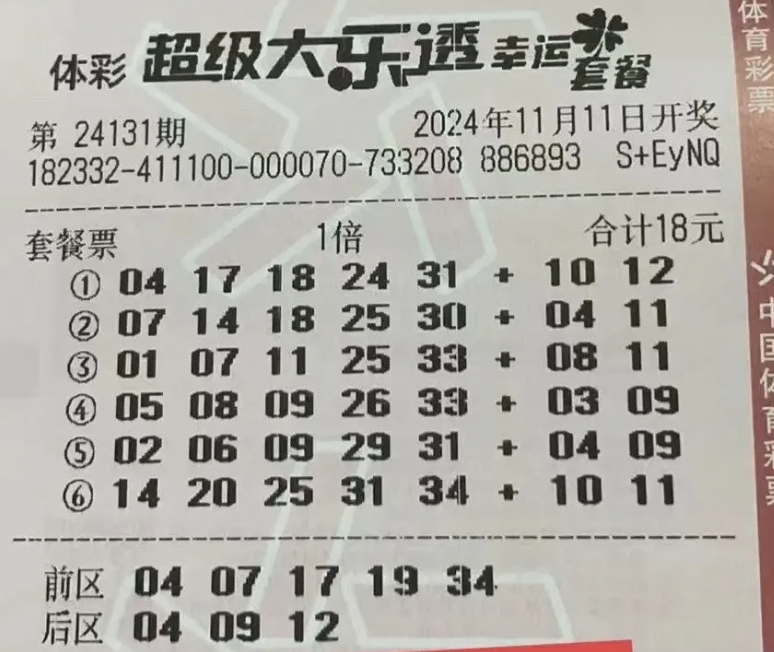 体彩 超级大乐透 幸运套餐
第 24131期 2024年11月11日开奖
182332-411100-000070-733208 886893 S+EyNQ
套餐票 1倍 合计18元
① 04 17 18 24 31 + 10 12
② 07 14 18 25 30 + 04 11
③ 01 07 11 25 33 + 08 11
④ 05 08 09 26 33 + 03 09
⑤ 02 06 09 29 31 + 04 09
⑥ 14 20 25 31 34 + 10 11
前区 04 07 17 19 34
后区 04 09 12
体育彩票
中国体育彩票